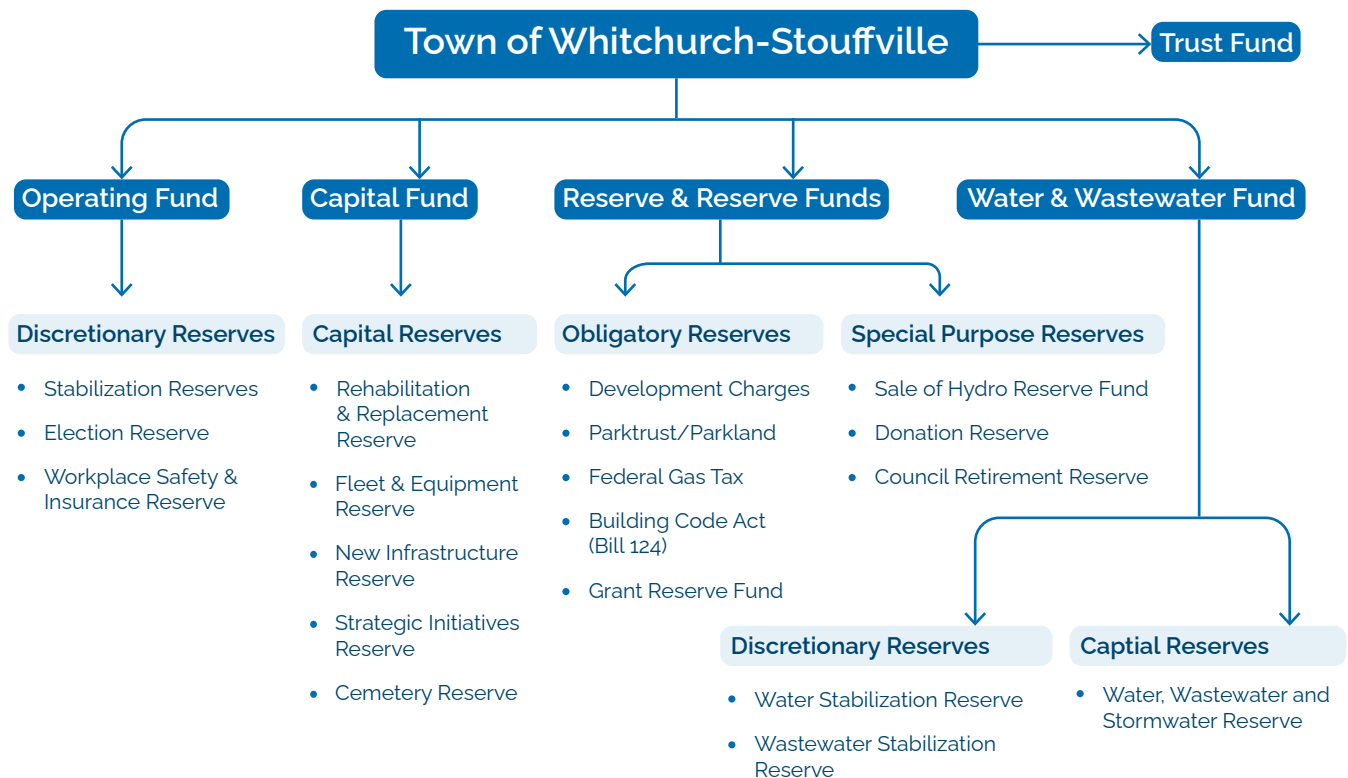 Town of Whitchurch-Stouffville
Trust Fund
Operating Fund
Capital Fund
Reserve & Reserve Funds
Water & Wastewater Fund
Discretionary Reserves
• Stabilization Reserves
• Election Reserve
• Workplace Safety &
Insurance Reserve
Capital Reserves
• Rehabilitation
& Replacement
Reserve
• Fleet & Equipment
Reserve
• New Infrastructure
Reserve
• Strategic Initiatives
Reserve
• Cemetery Reserve
Obligatory Reserves
• Development Charges
• Parktrust/Parkland
• Federal Gas Tax
• Building Code Act
(Bill 124)
• Grant Reserve Fund
Special Purpose Reserves
• Sale of Hydro Reserve Fund
• Donation Reserve
• Council Retirement Reserve
Discretionary Reserves
• Water Stabilization Reserve
• Wastewater Stabilization
Reserve
Captial Reserves
• Water, Wastewater and
Stormwater Reserve